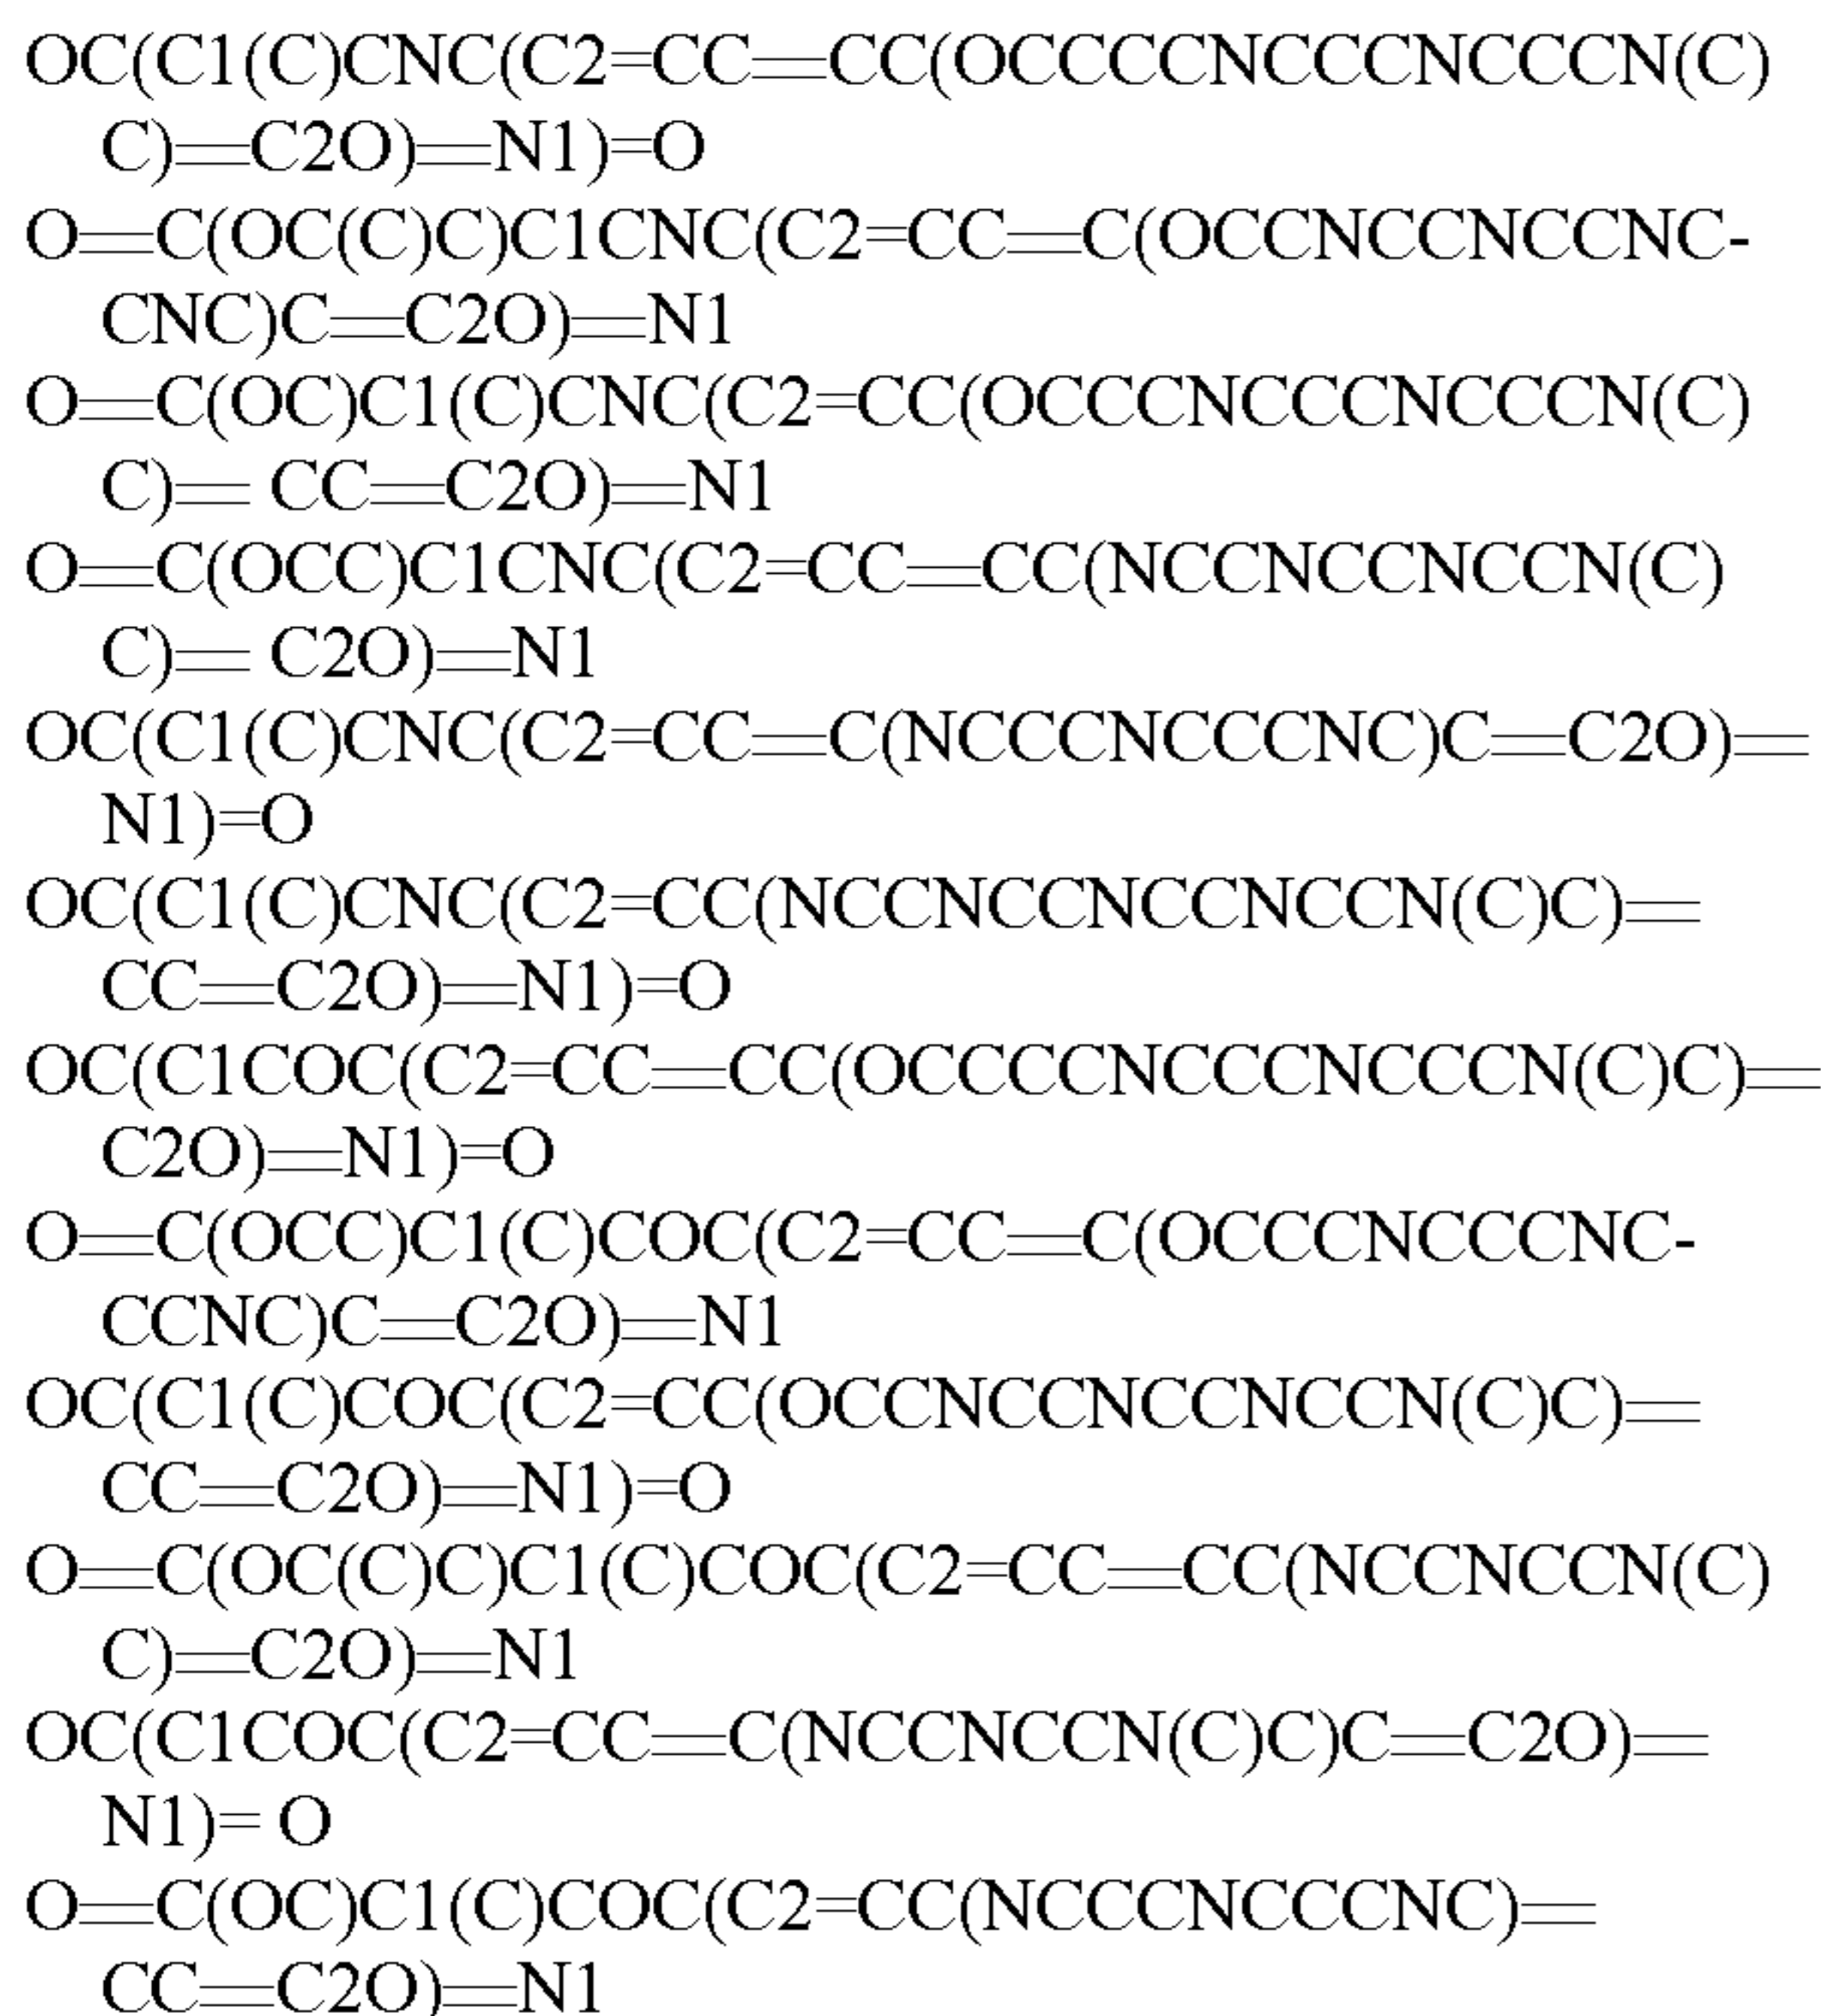 OC(C1(C)CNC(C2=CC=CC(OCCCCNCCCNCCCN(C)
C)=C2O)=N1)=O
O=C(OC(C)C)C1CNC(C2=CC=C(OCCNCCNCCNC-
CNC)C=C2O)=N1
O=C(OC)C1(C)CNC(C2=CC(OCCCNCCCNCCCN(C)
C)= CC=C2O)=N1
O=C(OCC)C1CNC(C2=CC=CC(NCCNCCNCCN(C)
C)= C2O)=N1
OC(C1(C)CNC(C2=CC=C(NCCCNCCCNC)C=C2O)=
N1)=O
OC(C1(C)CNC(C2=CC(NCCNCCNCCNCCN(C)C)=
CC=C2O)=N1)=O
OC(C1COC(C2=CC=CC(OCCCCNCCCNCCCN(C)C)=
C2O)=N1)=O
O=C(OCC)C1(C)COC(C2=CC=C(OCCCNCCCNC-
CCNC)C=C2O)=N1
OC(C1(C)COC(C2=CC(OCCNCCNCCNCCN(C)C)=
CC=C2O)=N1)=O
O=C(OC(C)C)C1(C)COC(C2=CC=CC(NCCNCCN(C)
C)=C2O)=N1
OC(C1COC(C2=CC=C(NCCNCCN(C)C)C=C2O)=
N1)= O
O=C(OC)C1(C)COC(C2=CC(NCCCNCCCNC)=
CC=C2O)=N1